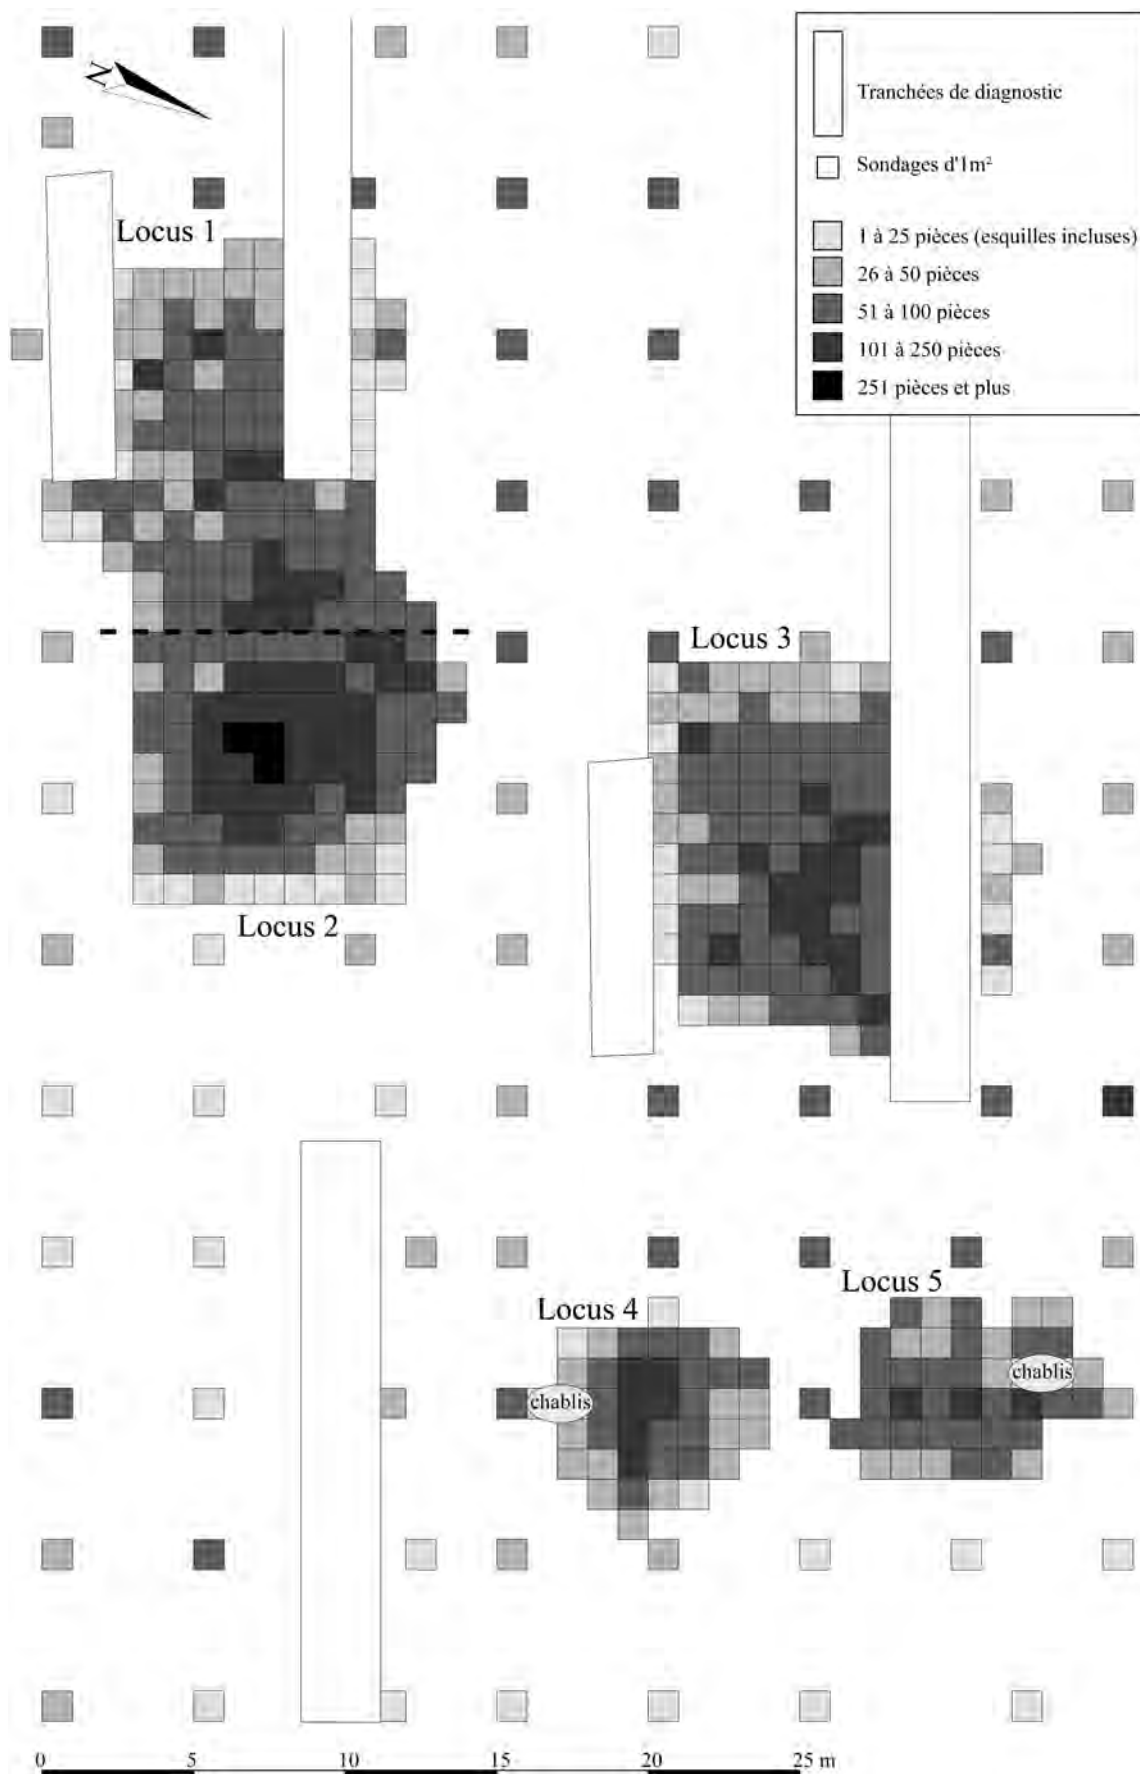 N
Tranchées de diagnostic
Sondages d'1m²
1 à 25 pièces (esquilles incluses)
26 à 50 pièces
51 à 100 pièces
101 à 250 pièces
251 pièces et plus
Locus 1
Locus 3
Locus 2
Locus 5
Locus 4
chablis
chablis
0 5 10 15 20 25 m